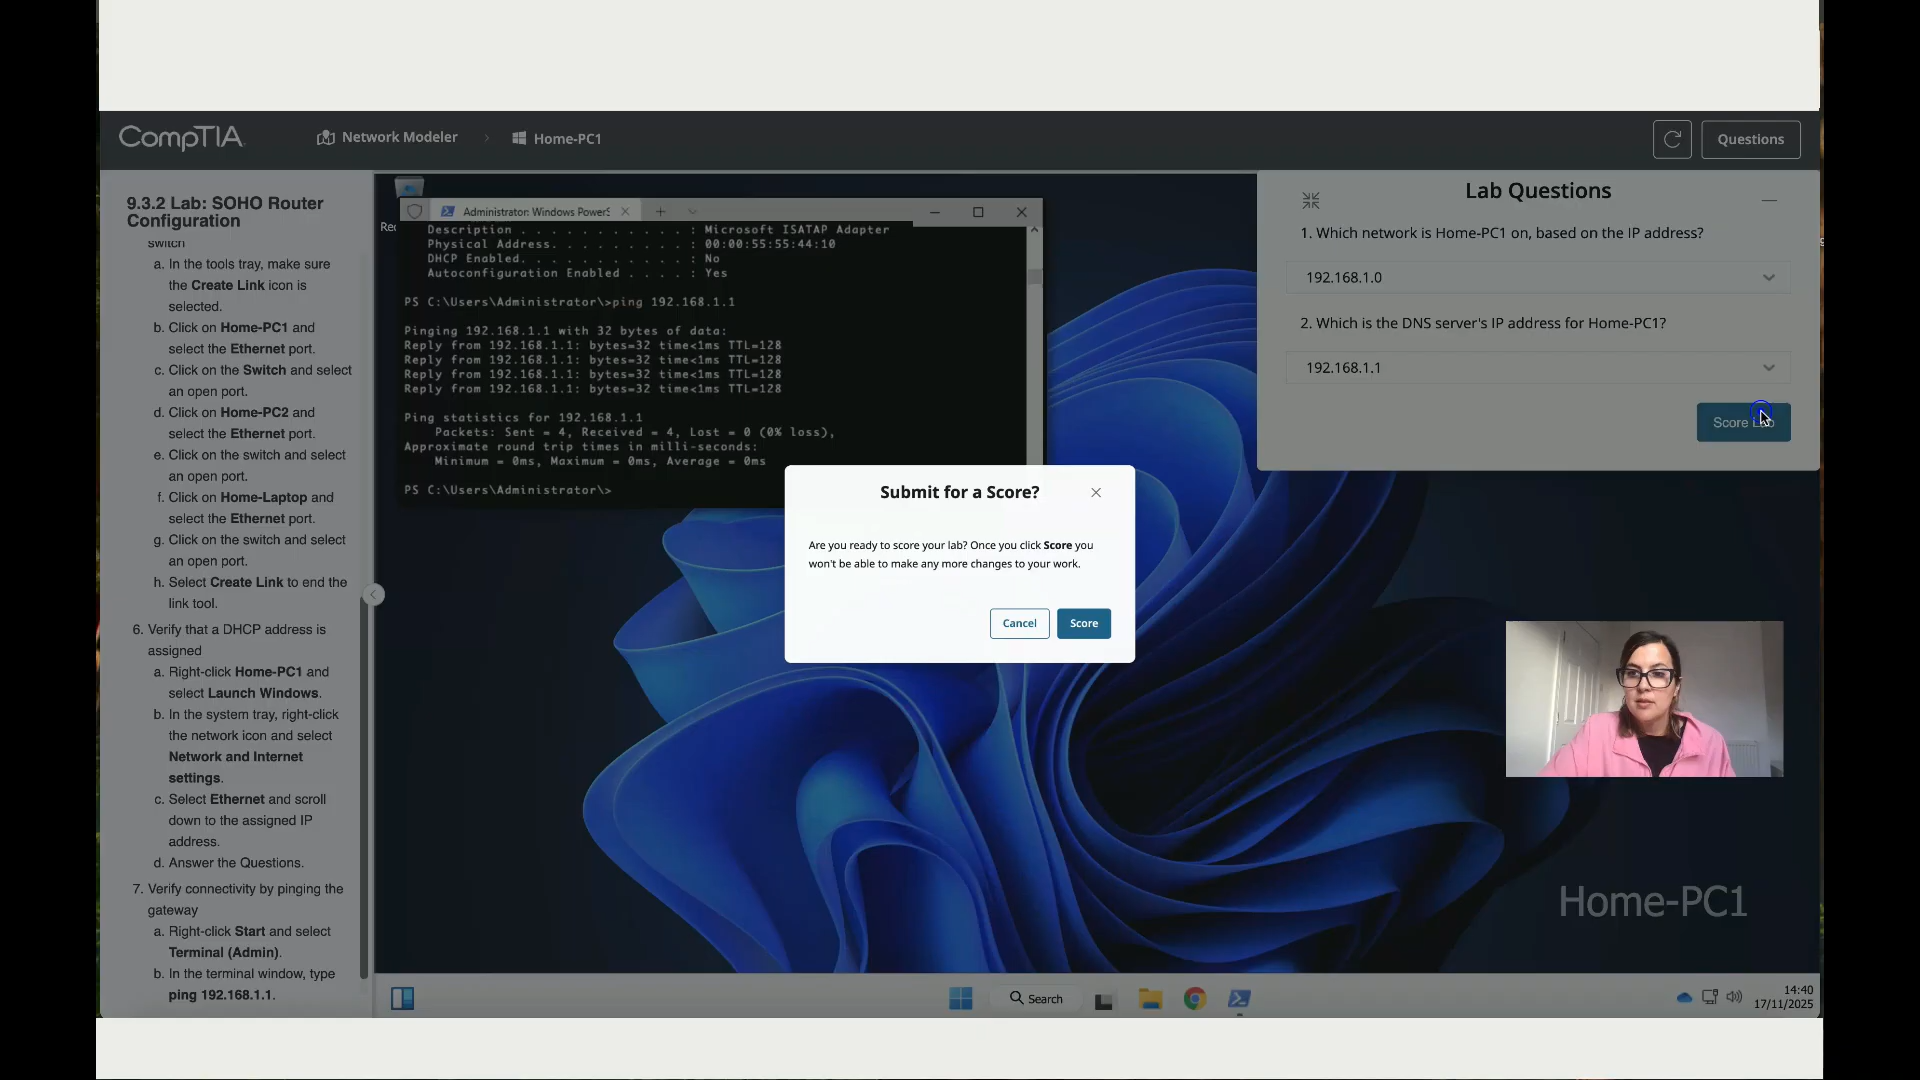 CompTIA
Network Modeler
Home-PC1
Questions
9.3.2 Lab: SOHO Router
Configuration
switch
a. In the tools tray, make sure
the Create Link icon is
selected.
b. Click on Home-PC1 and
select the Ethernet port.
c. Click on the Switch and select
an open port.
d. Click on Home-PC2 and
select the Ethernet port.
e. Click on the switch and select
an open port.
f. Click on Home-Laptop and
select the Ethernet port.
g. Click on the switch and select
an open port.
h. Select Create Link to end the
link tool.
6. Verify that a DHCP address is
assigned
a. Right-click Home-PC1 and
select Launch Windows.
b. In the system tray, right-click
the network icon and select
Network and Internet
settings.
c. Select Ethernet and scroll
down to the assigned IP
address.
d. Answer the Questions.
7. Verify connectivity by pinging the
gateway
a. Right-click Start and select
Terminal (Admin).
b. In the terminal window, type
ping 192.168.1.1.
Rec
Administrator: Windows PowerS
Description . . . . . . . . . . . : Microsoft ISATAP Adapter
Physical Address. . . . . . . . . : 00:00:55:55:44:10
DHCP Enabled. . . . . . . . . . . : No
Autoconfiguration Enabled . . . . : Yes
PS C:\Users\Administrator\>ping 192.168.1.1
Pinging 192.168.1.1 with 32 bytes of data:
Reply from 192.168.1.1: bytes=32 time<1ms TTL=128
Reply from 192.168.1.1: bytes=32 time<1ms TTL=128
Reply from 192.168.1.1: bytes=32 time<1ms TTL=128
Reply from 192.168.1.1: bytes=32 time<1ms TTL=128
Ping statistics for 192.168.1.1
Packets: Sent = 4, Received = 4, Lost = 0 (0% loss),
Approximate round trip times in milli-seconds:
Minimum = 0ms, Maximum = 0ms, Average = 0ms
PS C:\Users\Administrator\>
Lab Questions
1. Which network is Home-PC1 on, based on the IP address?
192.168.1.0
2. Which is the DNS server's IP address for Home-PC1?
192.168.1.1
Score
Submit for a Score?
Are you ready to score your lab? Once you click Score you
won't be able to make any more changes to your work.
Cancel
Score
Home-PC1
Search
14:40
17/11/2025